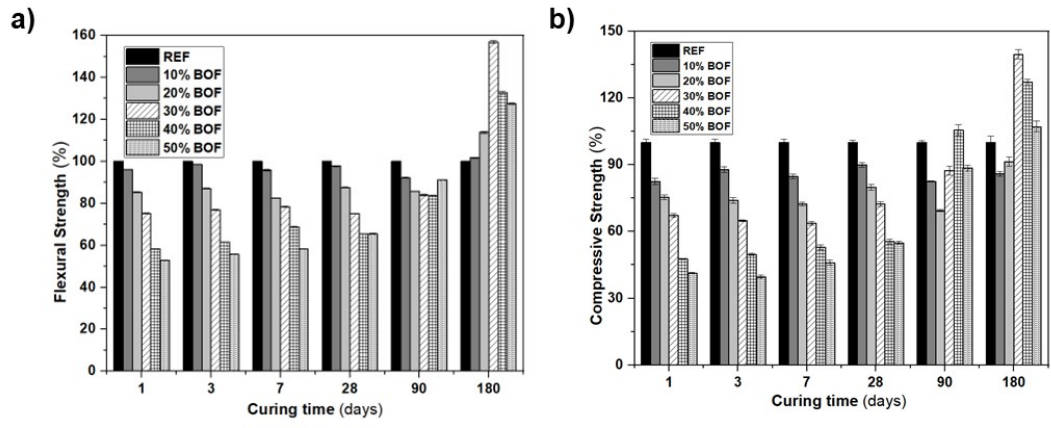 a)
Flexural Strength (%)
160
140
120
100
80
60
40
20
0
REF
10% BOF
20% BOF
30% BOF
40% BOF
50% BOF
1 3 7 28 90 180
Curing time (days)
b)
Compressive Strength (%)
150
120
90
60
30
0
REF
10% BOF
20% BOF
30% BOF
40% BOF
50% BOF
1 3 7 28 90 180
Curing time (days)